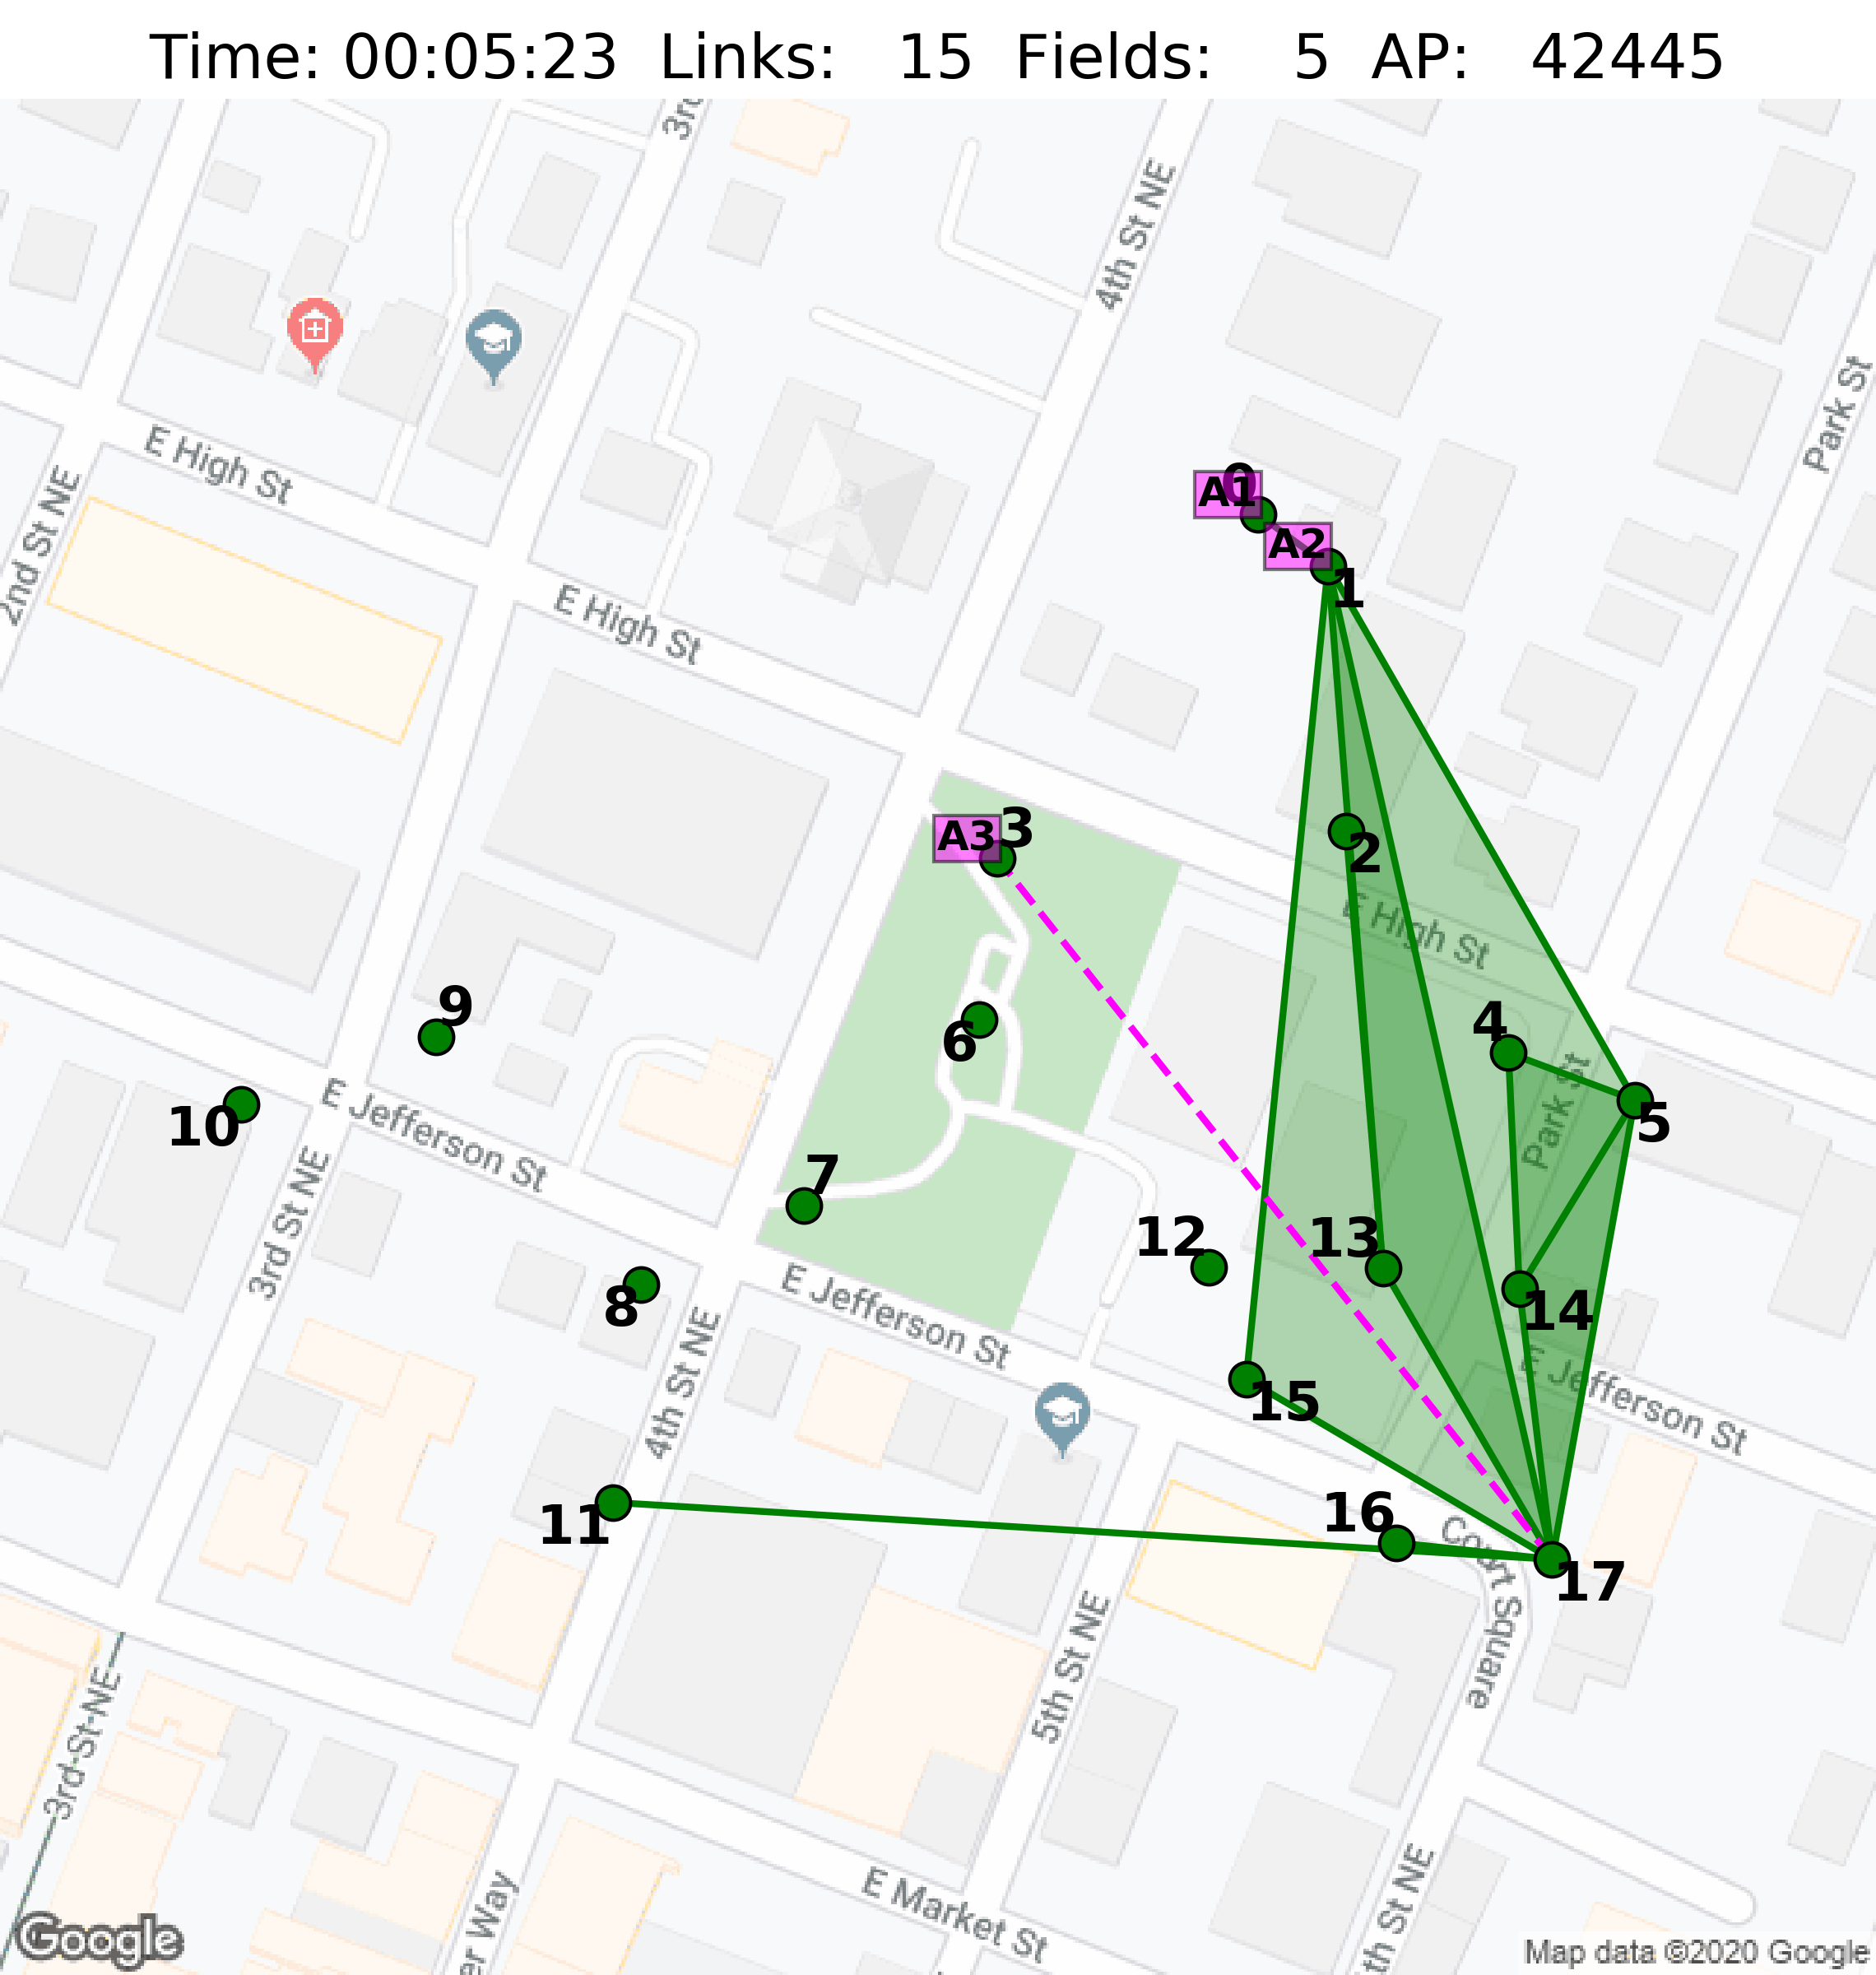 Time: 00:05:23 Links: 15 Fields: 5 AP: 42445
3rd
4th St NE
Park St
E High St
2nd St NE
0
A1
A2
1
E High St
A3
3
2
E High St
9
6
4
Park St
5
10
E Jefferson St
7
3rd St NE
12
13
14
8
E Jefferson St
E Jefferson St
15
4th St NE
11
16
17
Court Square
5th St NE
3rd St NE
E Market St
er Way
th St NE
Google
Map data ©2020 Google